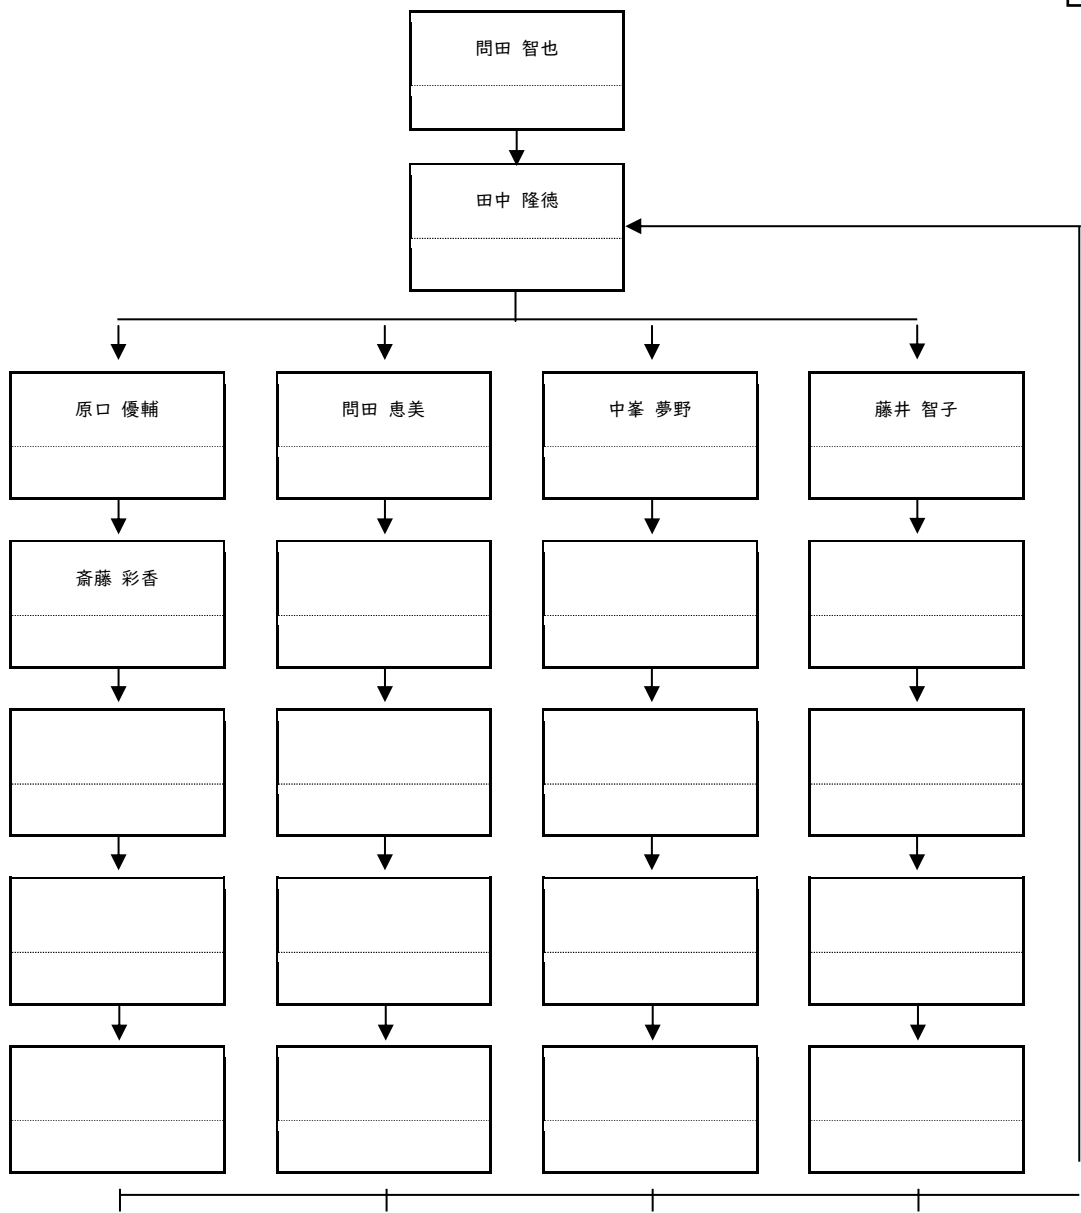 問田 智也
田中 隆徳
原口 優輔
問田 恵美
中峯 夢野
藤井 智子
斎藤 彩香